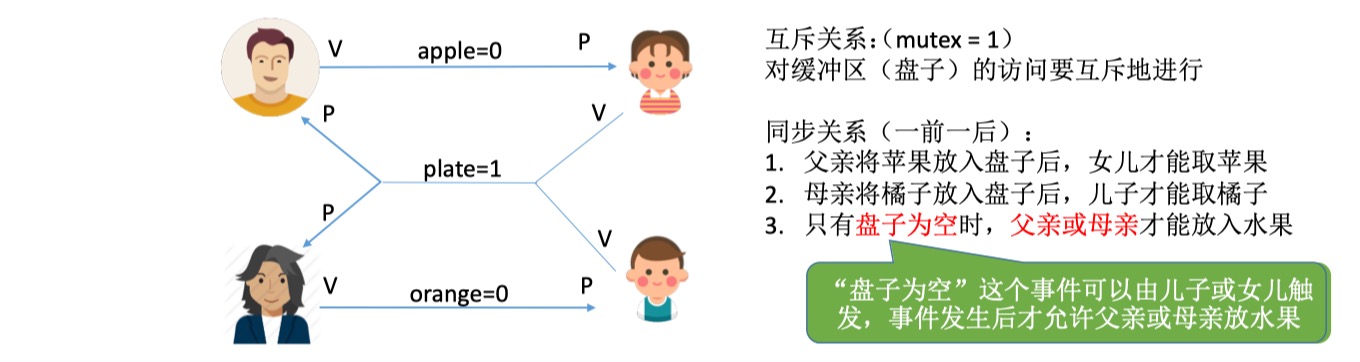 V
apple=0
P
P
V
plate=1
P
V
V
orange=0
P
互斥关系：（mutex = 1）
对缓冲区（盘子）的访问要互斥地进行
同步关系（一前一后）：
1. 父亲将苹果放入盘子后，女儿才能取苹果
2. 母亲将橘子放入盘子后，儿子才能取橘子
3. 只有盘子为空时，父亲或母亲才能放入水果
“盘子为空”这个事件可以由儿子或女儿触
发，事件发生后才允许父亲或母亲放水果